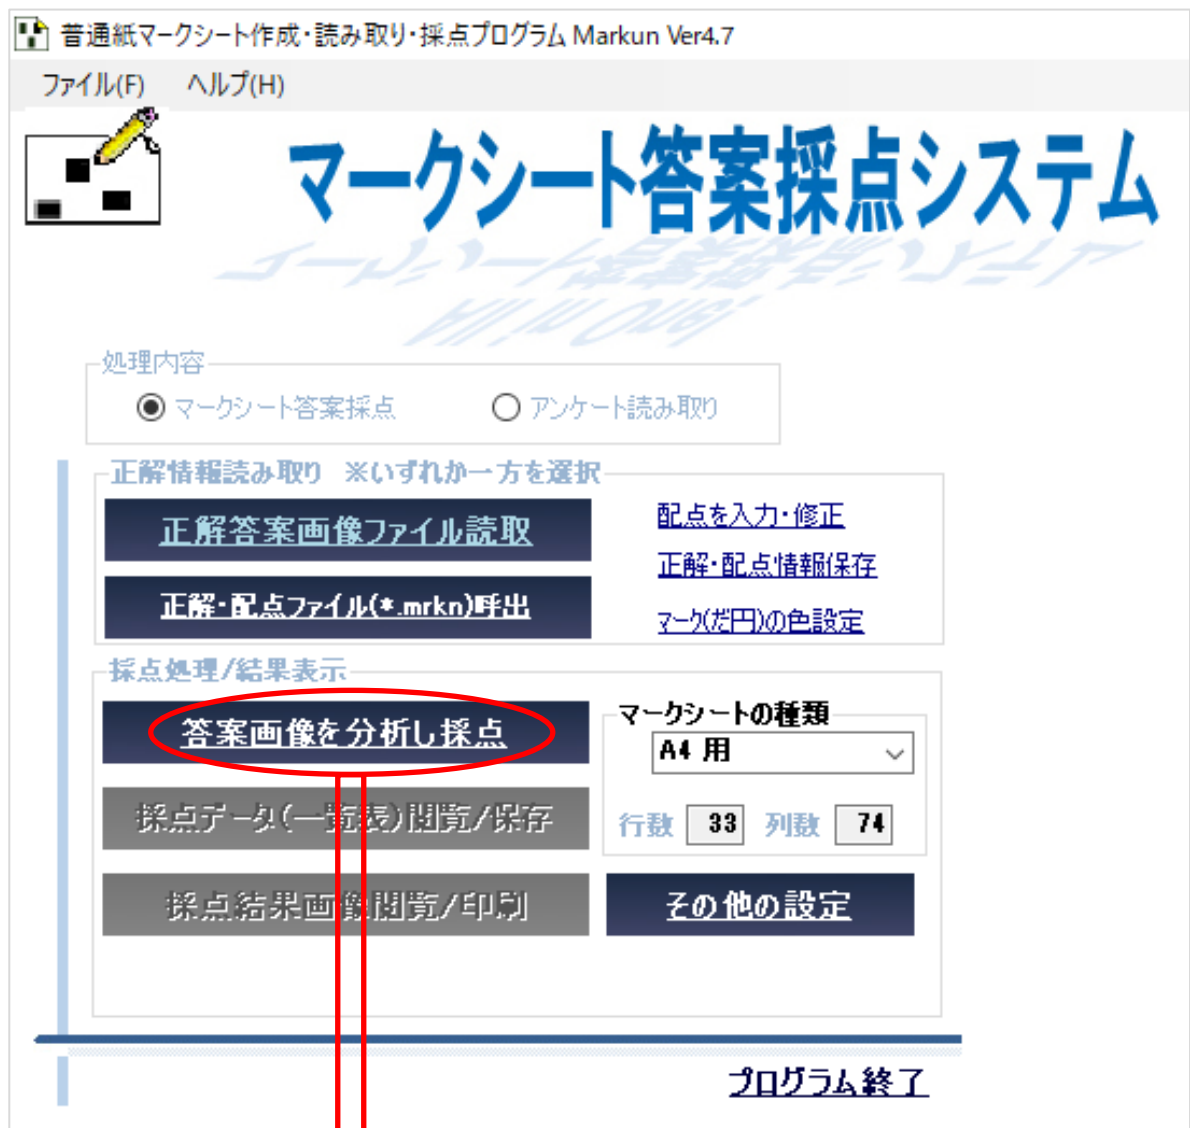 普通紙マークシート作成・読み取り・採点プログラム Markun Ver4.7
ファイル(F) ヘルプ(H)
マークシート答案採点システム
処理内容
マークシート答案採点 アンケート読み取り
正解情報読み取り ※いずれか一方を選択
正解答案画像ファイル読取
配点を入力・修正
正解・配点情報保存
正解・配点ファイル(*.mrkn)呼出
マーク(だ円)の色設定
採点処理/結果表示
答案画像を分析し採点
マークシートの種類
A4 用
採点データ(一覧表)閲覧/保存
行数 33 列数 74
採点結果画像閲覧/印刷
その他の設定
プログラム終了